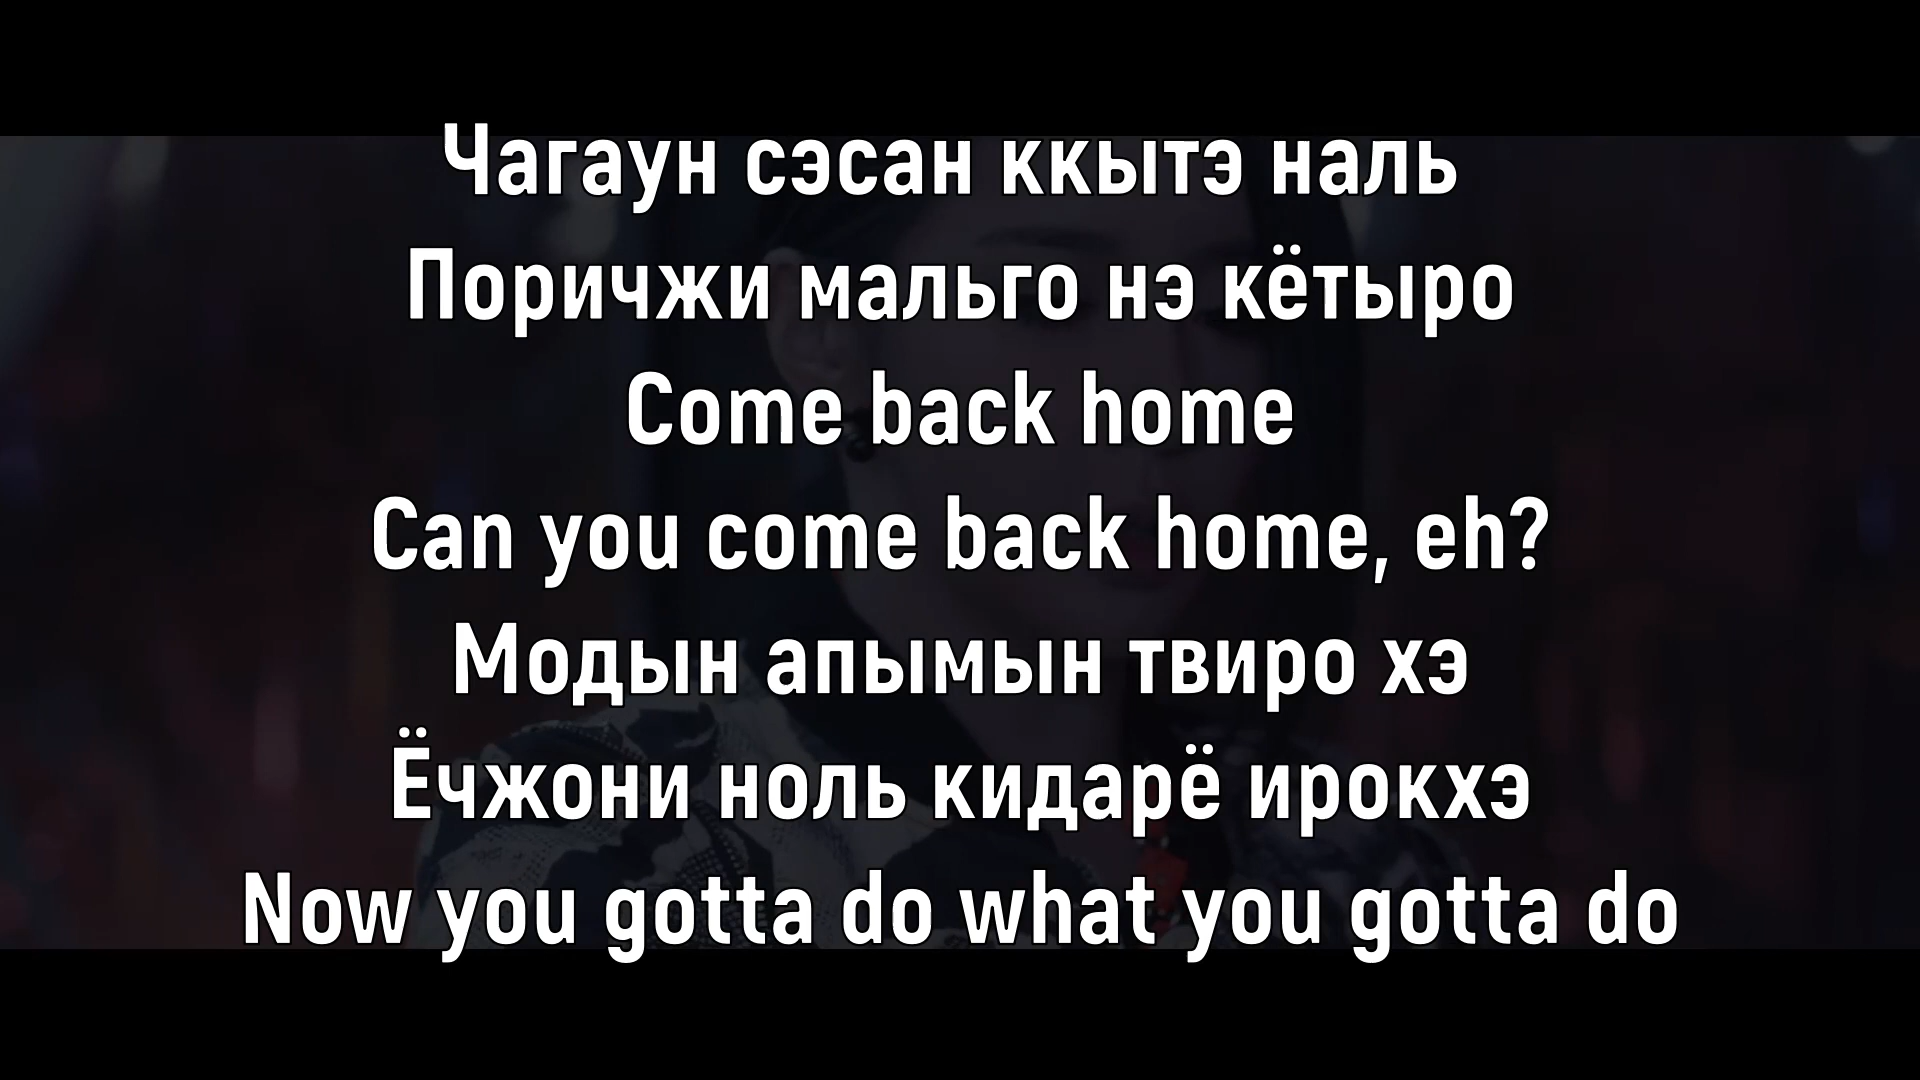 Чагаун сэсан ккытэ наль
Поричжи мальго нэ кётыро
Come back home
Can you come back home, eh?
Модын апымын твиро хэ
Ёчжони ноль кидарё ирокхэ
Now you gotta do what you gotta do